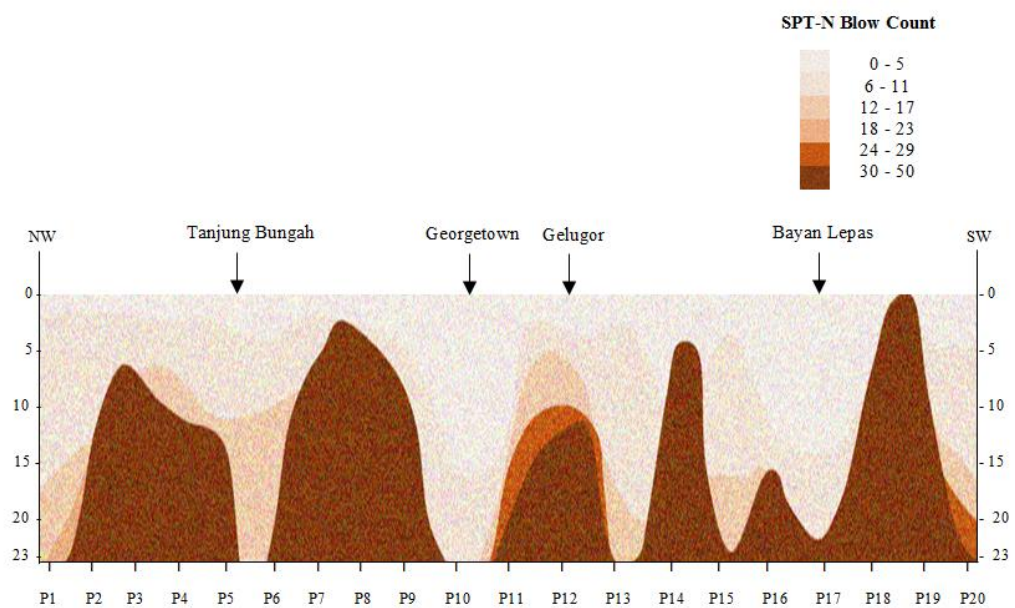 SPT-N Blow Count
0 - 5
6 - 11
12 - 17
18 - 23
24 - 29
30 - 50
NW Tanjung Bungah Georgetown Gelugor Bayan Lepas SW
0 - 0
5 - 5
10 - 10
15 - 15
20 - 20
23 - 23
P1 P2 P3 P4 P5 P6 P7 P8 P9 P10 P11 P12 P13 P14 P15 P16 P17 P18 P19 P20